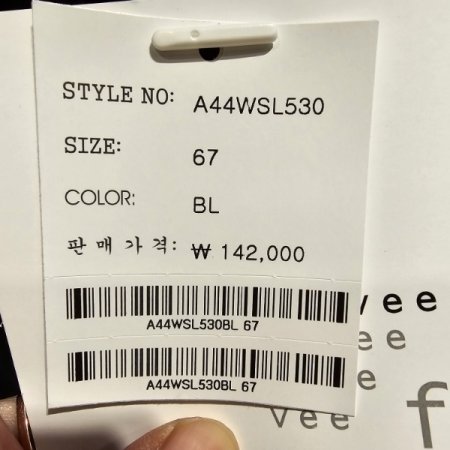 STYLE NO: A44WSL530
SIZE: 67
COLOR: BL
판매가격: ₩ 142,000
A44WSL530BL 67
A44WSL530BL 67
vee
ee
e
vee
f